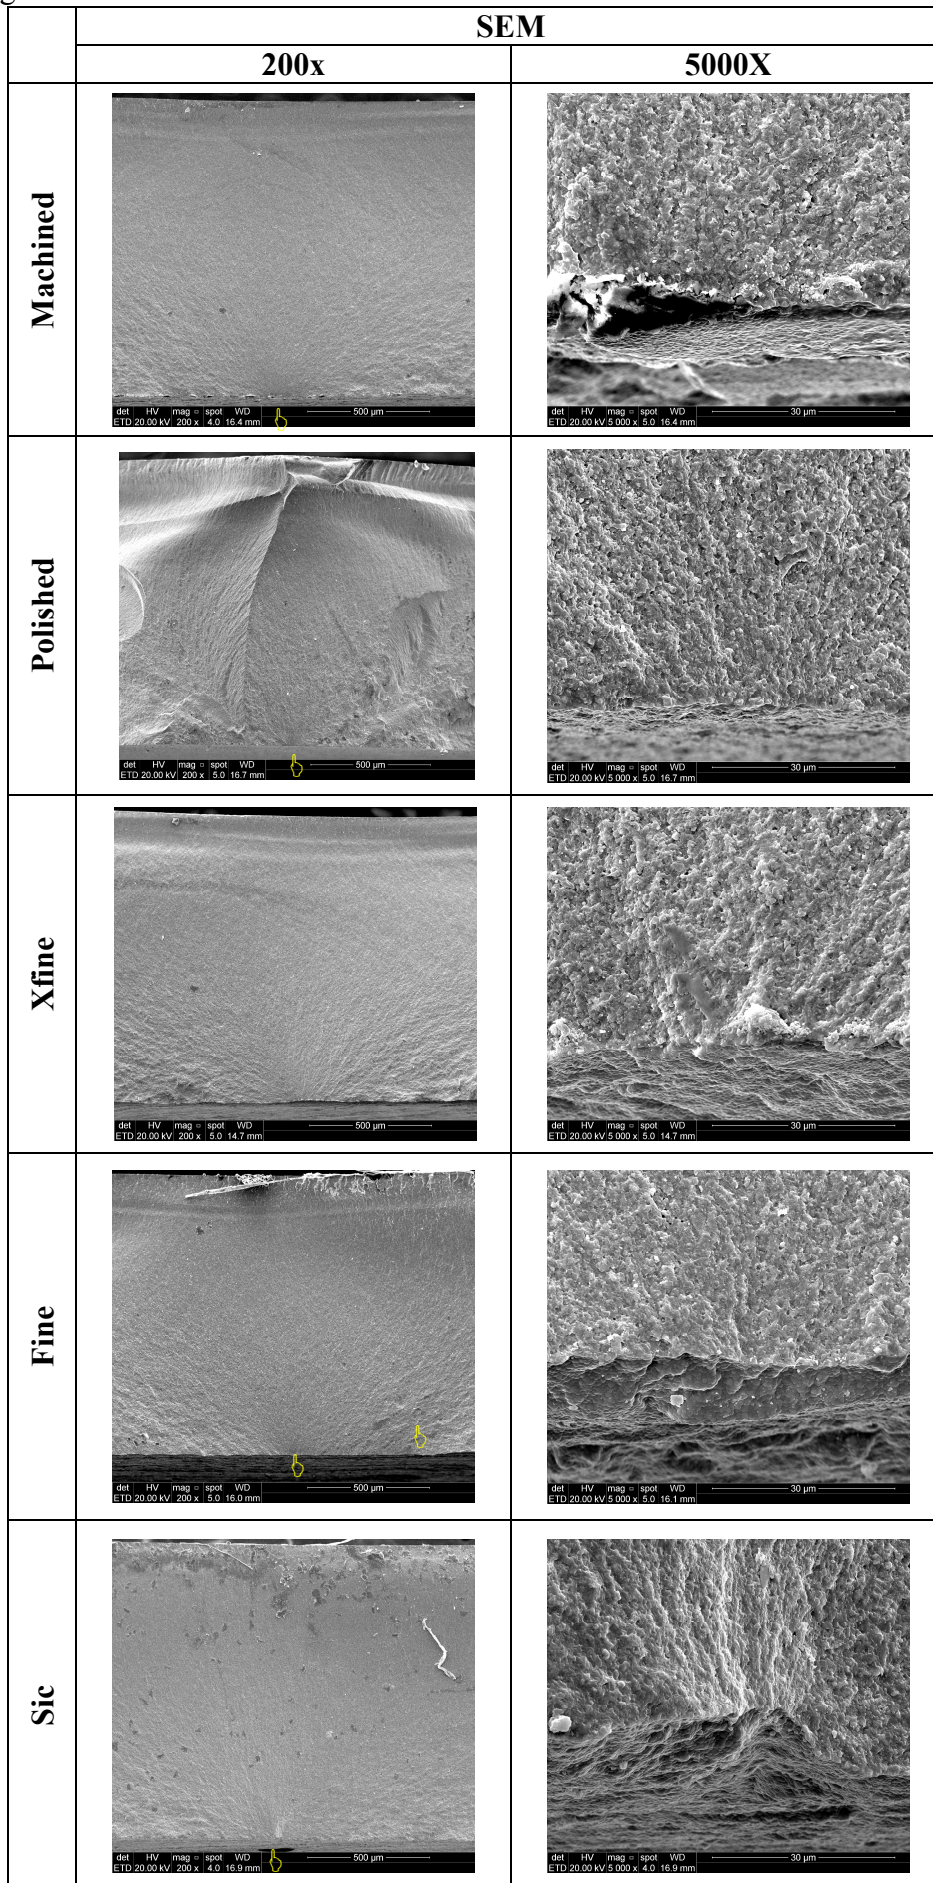 g
SEM
200x 5000X
Machined
det HV mag □ spot WD 500 µm
ETD 20.00 kV 200 x 4.0 16.4 mm
det HV mag □ spot WD 30 µm
ETD 20.00 kV 5 000 x 5.0 16.4 mm
Polished
det HV mag □ spot WD 500 µm
ETD 20.00 kV 200 x 5.0 16.7 mm
det HV mag □ spot WD 30 µm
ETD 20.00 kV 5 000 x 5.0 16.7 mm
Xfine
det HV mag □ spot WD 500 µm
ETD 20.00 kV 200 x 5.0 14.7 mm
det HV mag □ spot WD 30 µm
ETD 20.00 kV 5 000 x 5.0 14.7 mm
Fine
det HV mag □ spot WD 500 µm
ETD 20.00 kV 200 x 5.0 16.0 mm
det HV mag □ spot WD 30 µm
ETD 20.00 kV 5 000 x 5.0 16.1 mm
Sic
det HV mag □ spot WD 500 µm
ETD 20.00 kV 200 x 4.0 16.9 mm
det HV mag □ spot WD 30 µm
ETD 20.00 kV 5 000 x 4.0 16.9 mm